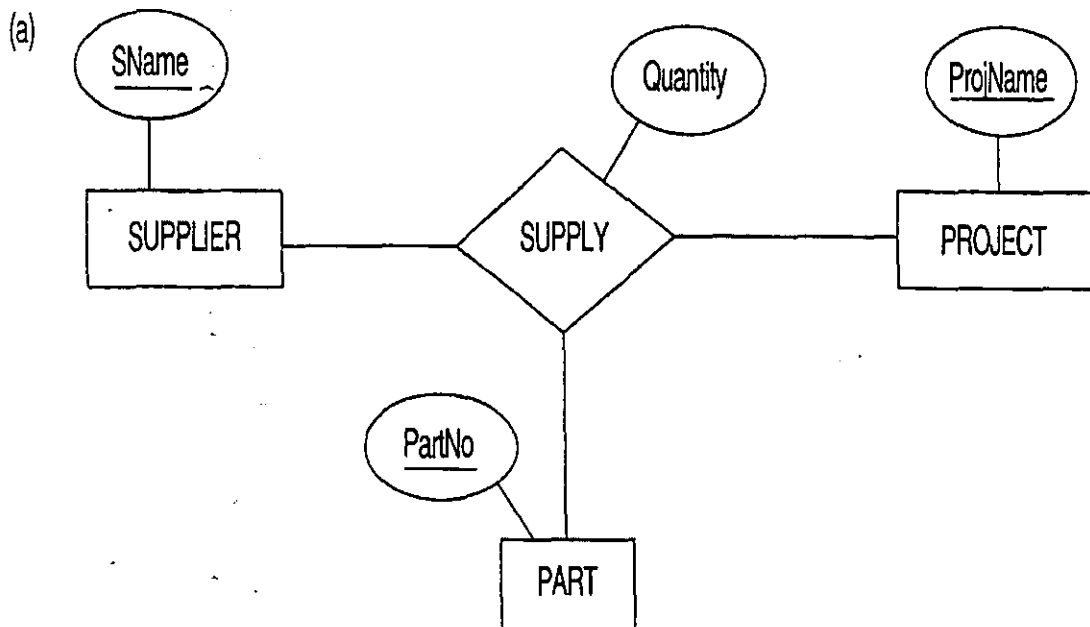 (a)
SName
Quantity
ProjName
SUPPLIER
SUPPLY
PROJECT
PartNo
PART